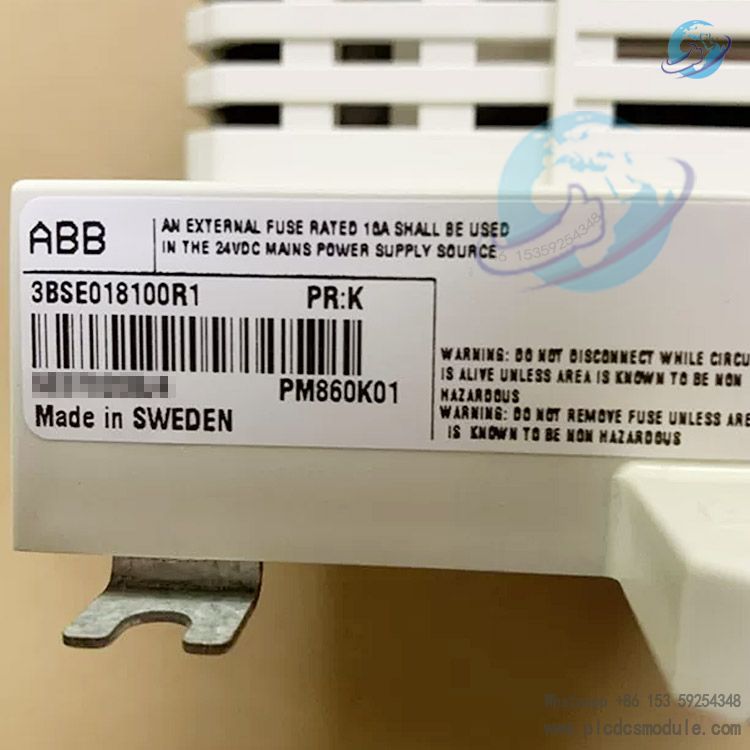 ABB
AN EXTERNAL FUSE RATED 10A SHALL BE USED
IN THE 24VDC MAINS POWER SUPPLY SOURCE
3BSE018100R1 PR:K
PM860K01
Made in SWEDEN
WARNING: DO NOT DISCONNECT WHILE CIRCU
IS ALIVE UNLESS AREA IS KNOWN TO BE NON
HAZARDOUS
WARNING: DO NOT REMOVE FUSE UNLESS ARE
IS KNOWN TO BE NON HAZARDOUS
86 15359254348
Whatsapp +86 153 59254348
www.plcdcsmodule.com